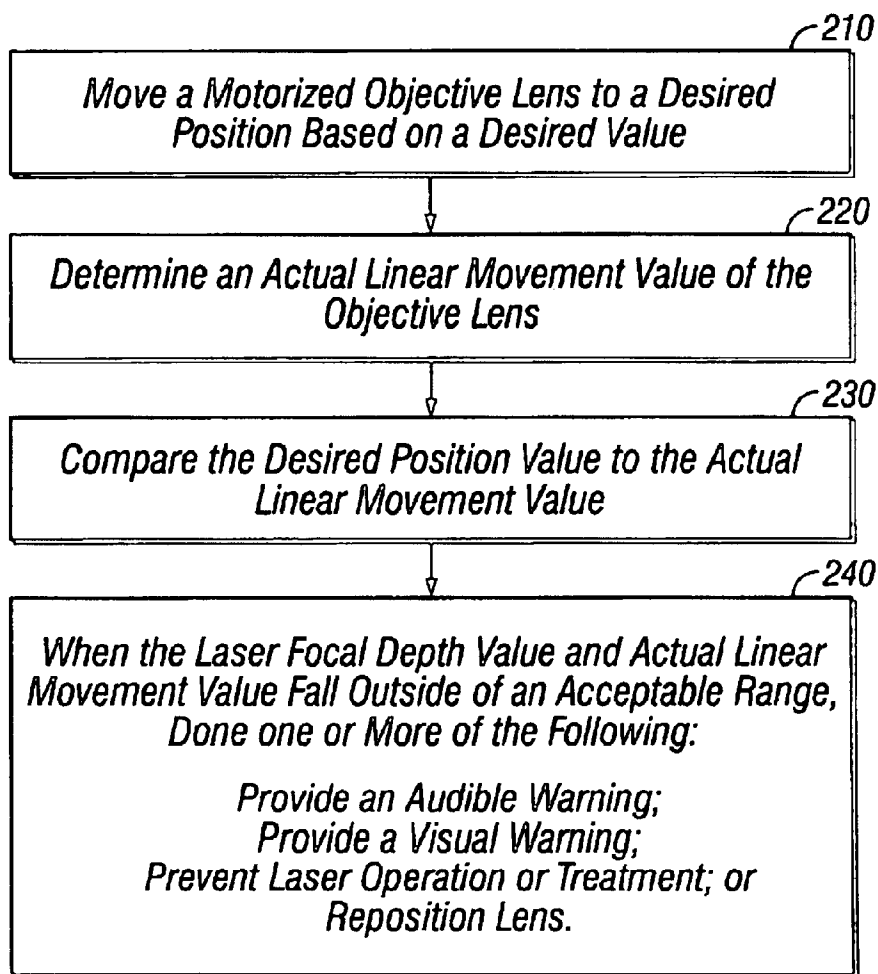 210
Move a Motorized Objective Lens to a Desired
Position Based on a Desired Value
220
Determine an Actual Linear Movement Value of the
Objective Lens
230
Compare the Desired Position Value to the Actual
Linear Movement Value
240
When the Laser Focal Depth Value and Actual Linear
Movement Value Fall Outside of an Acceptable Range,
Done one or More of the Following:
Provide an Audible Warning;
Provide a Visual Warning;
Prevent Laser Operation or Treatment; or
Reposition Lens.